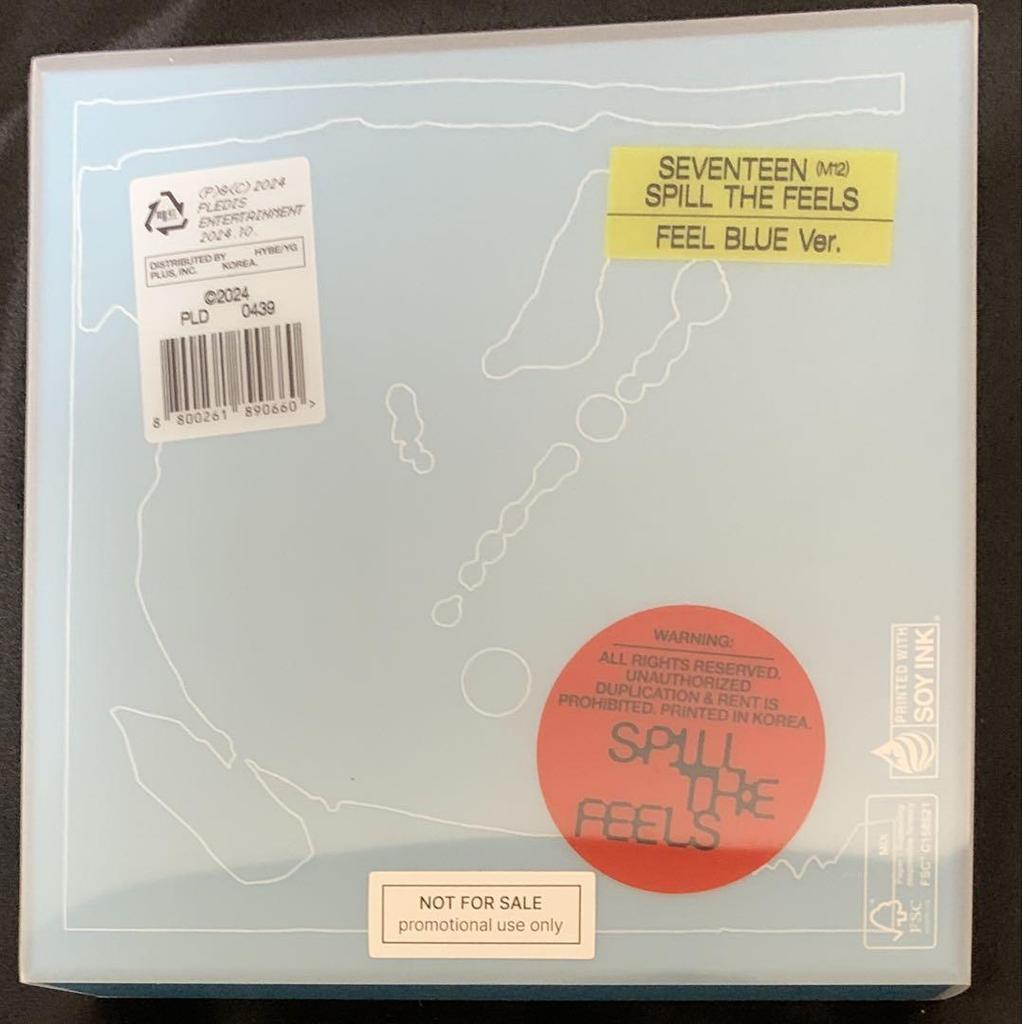 (P)&(C) 2024
PLEDIS
ENTERTAINMENT
2024.10.
DISTRIBUTED BY HYBE/YG
PLUS, INC. KOREA.
©2024
PLD 0439
8 800261 890660 >
SEVENTEEN (M12)
SPILL THE FEELS
FEEL BLUE Ver.
WARNING:
ALL RIGHTS RESERVED.
UNAUTHORIZED
DUPLICATION & RENT IS
PROHIBITED. PRINTED IN KOREA.
SPILL
THE
FEELS
PRINTED WITH
SOY INK
MIX
FSC
NOT FOR SALE
promotional use only